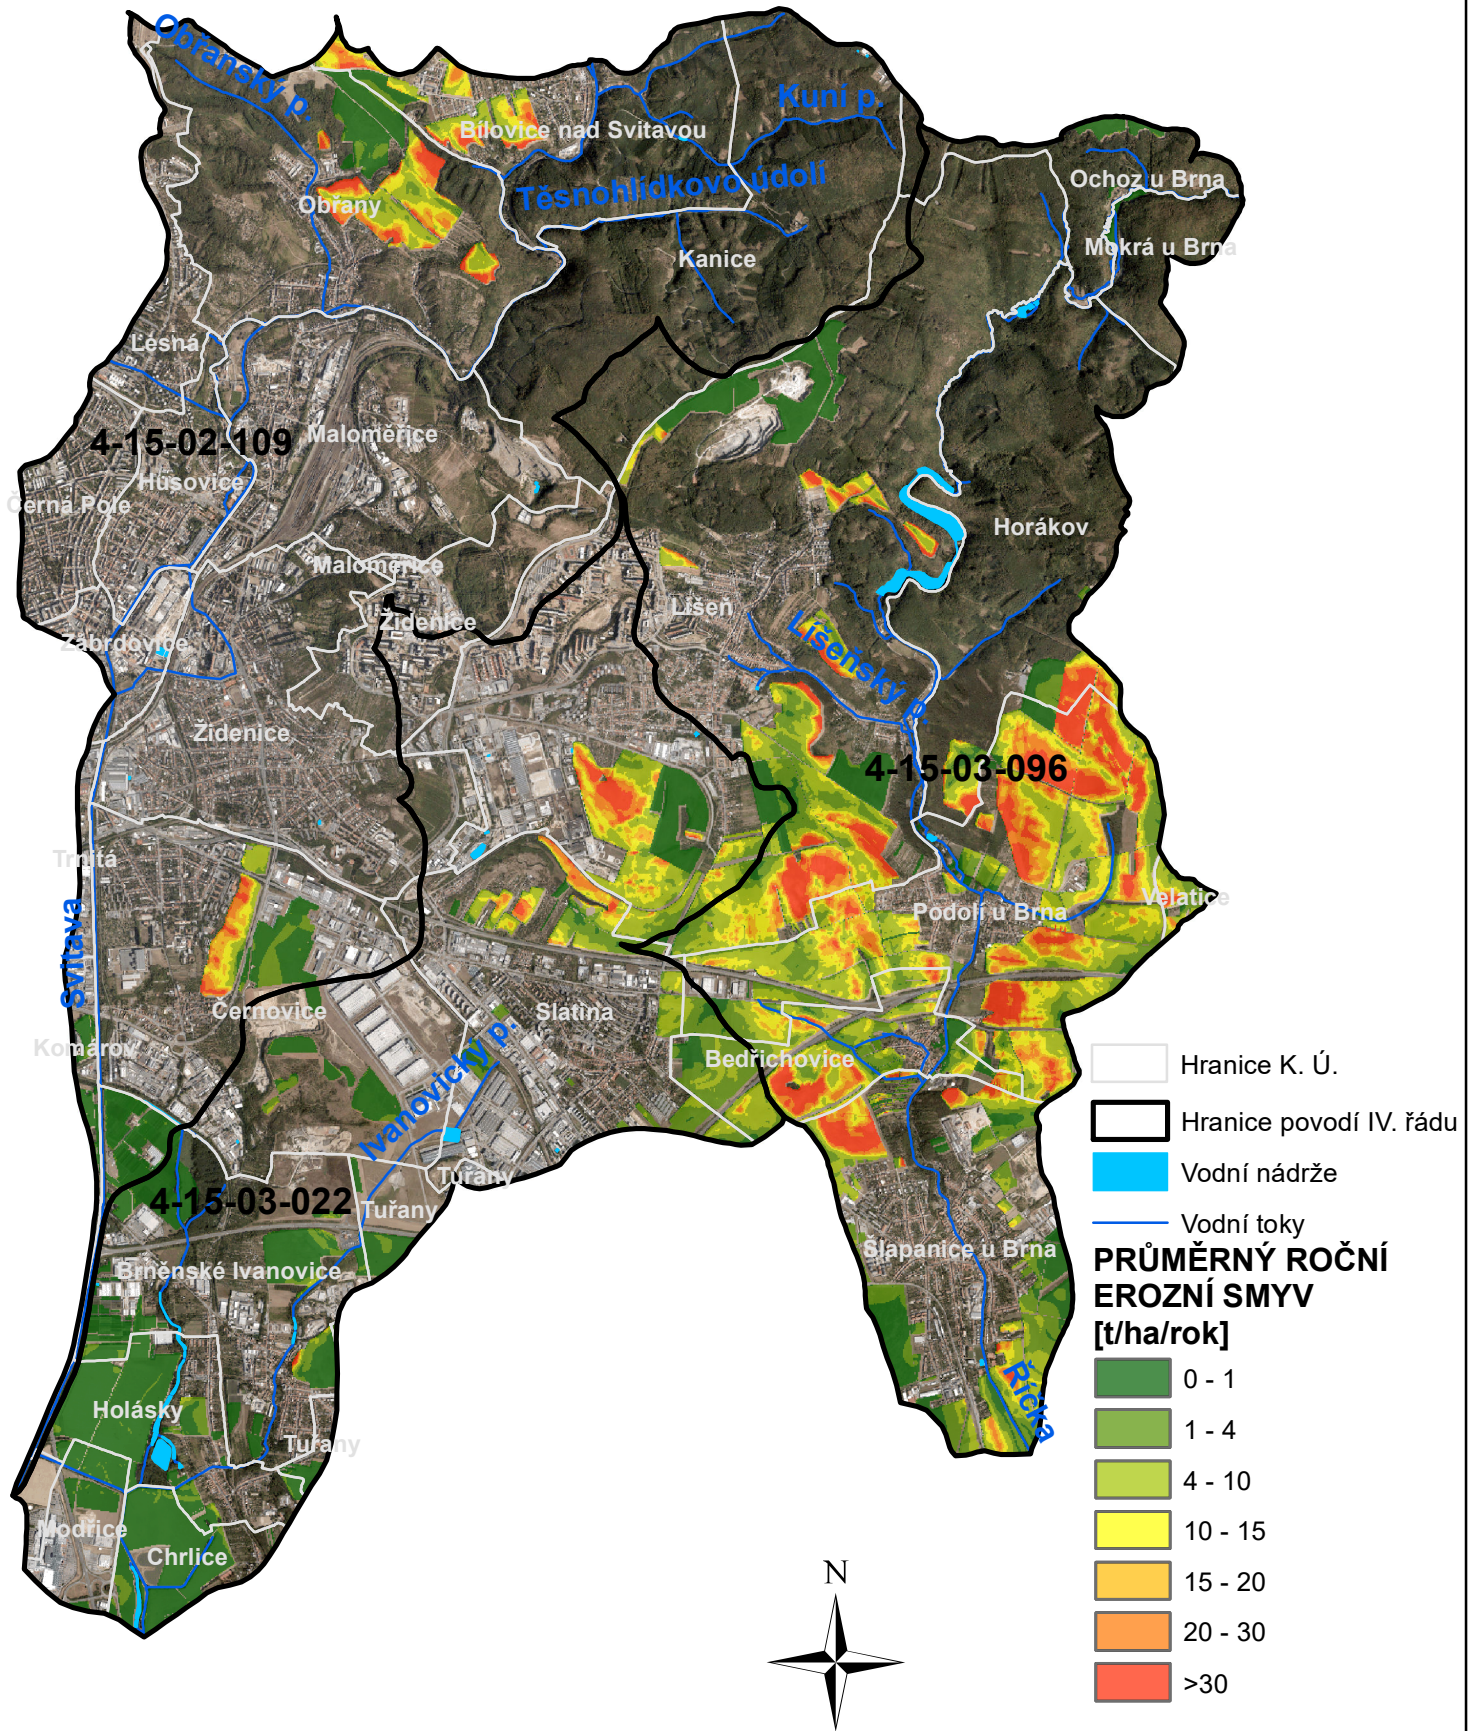 Obřanský p.
Kuní p.
Bílovice nad Svitavou
Těsnohlídkovo údolí
Ochoz u Brna
Obřany
Mokrá u Brna
Kanice
Lesná
4-15-02-109
Maloměřice
Husovice
Černá Pole
Horákov
Maloměřice
Líšeň
Židenice
Zábrdovice
Líšeňský p.
Židenice
4-15-03-096
Trnitá
Velatice
Podolí u Brna
Svitava
Černovice
Slatina
Komárov
Ivanovický p.
Bedřichovice
Tuřany
4-15-03-022
Tuřany
Šlapanice u Brna
Brněnské Ivanovice
Holásky
Říčka
Tuřany
Modřice
Chrlice
N
Hranice K. Ú.
Hranice povodí IV. řádu
Vodní nádrže
Vodní toky
PRŮMĚRNÝ ROČNÍ
EROZNÍ SMYV
[t/ha/rok]
0 - 1
1 - 4
4 - 10
10 - 15
15 - 20
20 - 30
>30